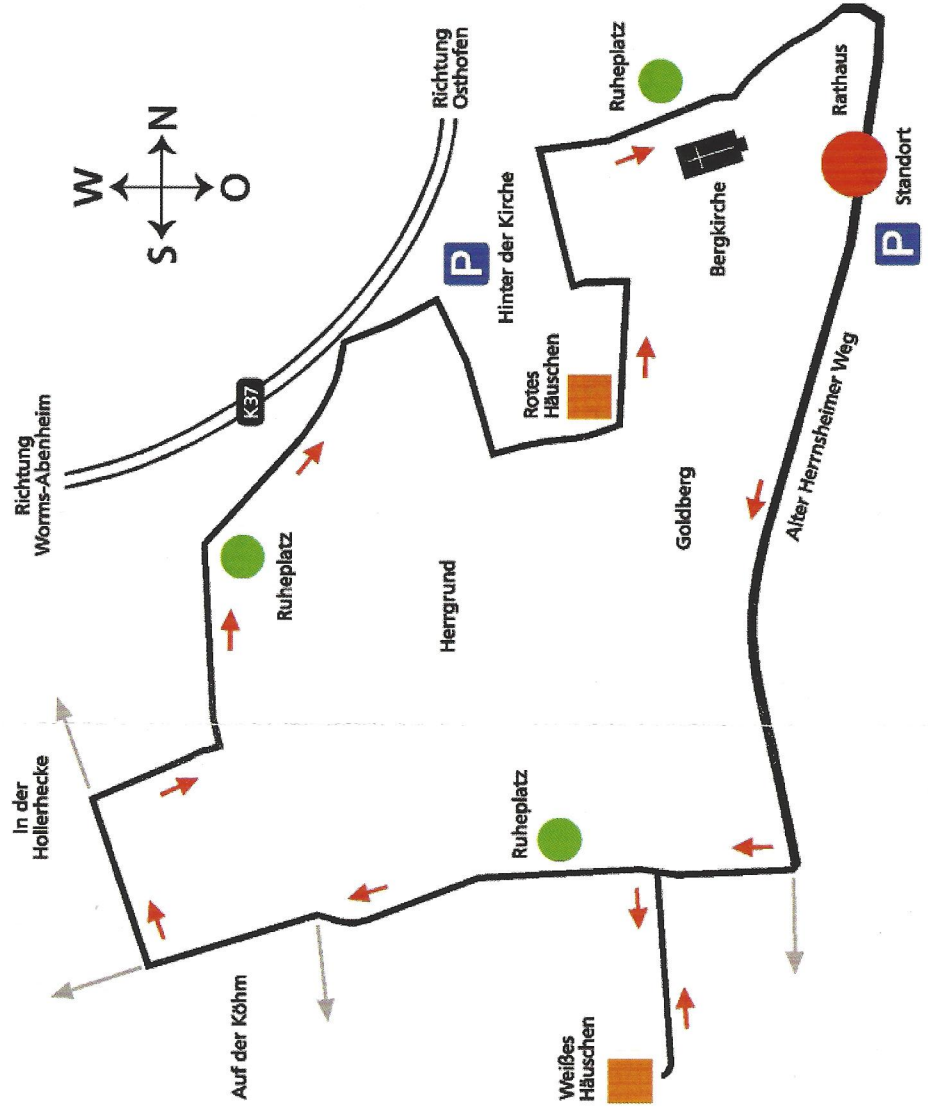 W
S
N
O
Richtung
Worms-Abenheim
K37
Richtung
Osthofen
In der
Hollerhecke
Ruheplatz
P
Hinter der Kirche
Ruheplatz
Herrgrund
Rotes
Häuschen
Bergkirche
Rathaus
Standort
P
Auf der Köhm
Ruheplatz
Goldberg
Alter Herrnsheimer Weg
Weißes
Häuschen